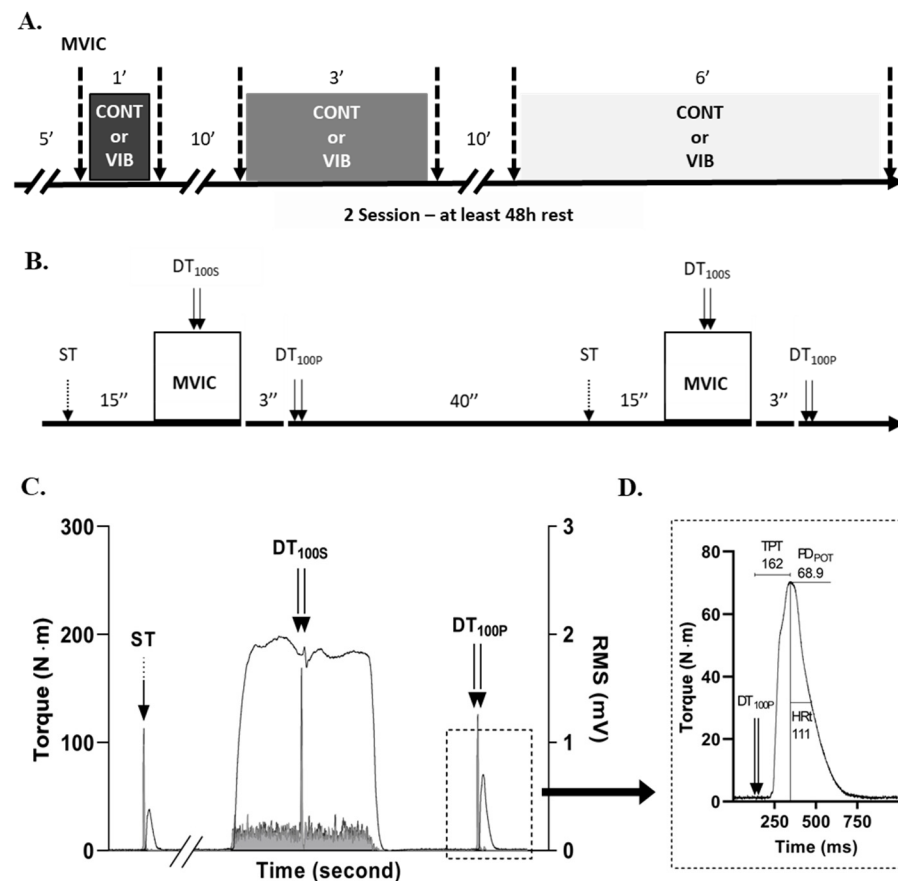 A.
MVIC
1’ 3’ 6’
5’ 10’ 10’
CONT
or
VIB
CONT
or
VIB
CONT
or
VIB
2 Session – at least 48h rest
B.
DT100S DT100S
ST DT100P ST DT100P
MVIC MVIC
15’’ 3’’ 40’’ 15’’ 3’’
C.
300 3
DT100S
200 2
ST DT100P
100 1
0 0
Torque (N ·m)
RMS (mV)
Time (second)
D.
80
TPT
162
PDPOT
68.9
60
40
DT100P
HRt
111
20
0
250 500 750
Torque (N ·m)
Time (ms)